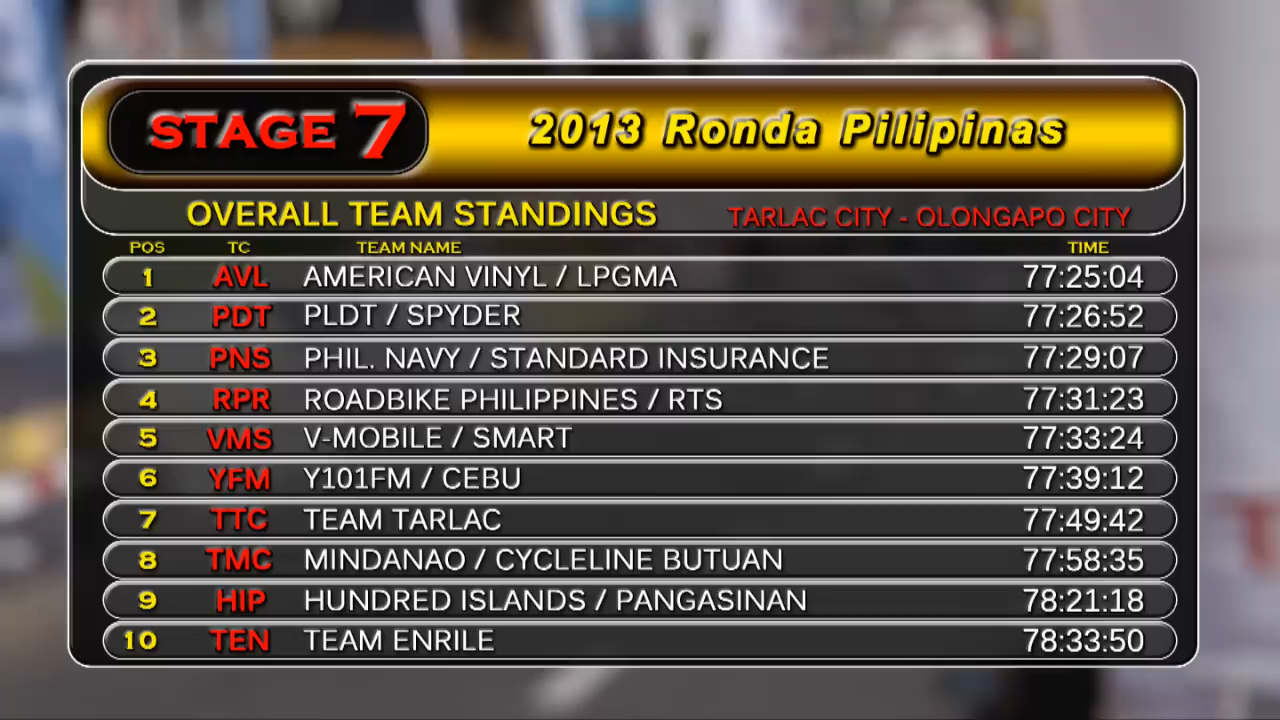 STAGE 7 2013 Ronda Pilipinas
OVERALL TEAM STANDINGS TARLAC CITY - OLONGAPO CITY
POS TC TEAM NAME TIME
1 AVL AMERICAN VINYL / LPGMA 77:25:04
2 PDT PLDT / SPYDER 77:26:52
3 PNS PHIL. NAVY / STANDARD INSURANCE 77:29:07
4 RPR ROADBIKE PHILIPPINES / RTS 77:31:23
5 VMS V-MOBILE / SMART 77:33:24
6 YFM Y101FM / CEBU 77:39:12
7 TTC TEAM TARLAC 77:49:42
8 TMC MINDANAO / CYCLELINE BUTUAN 77:58:35
9 HIP HUNDRED ISLANDS / PANGASINAN 78:21:18
10 TEN TEAM ENRILE 78:33:50